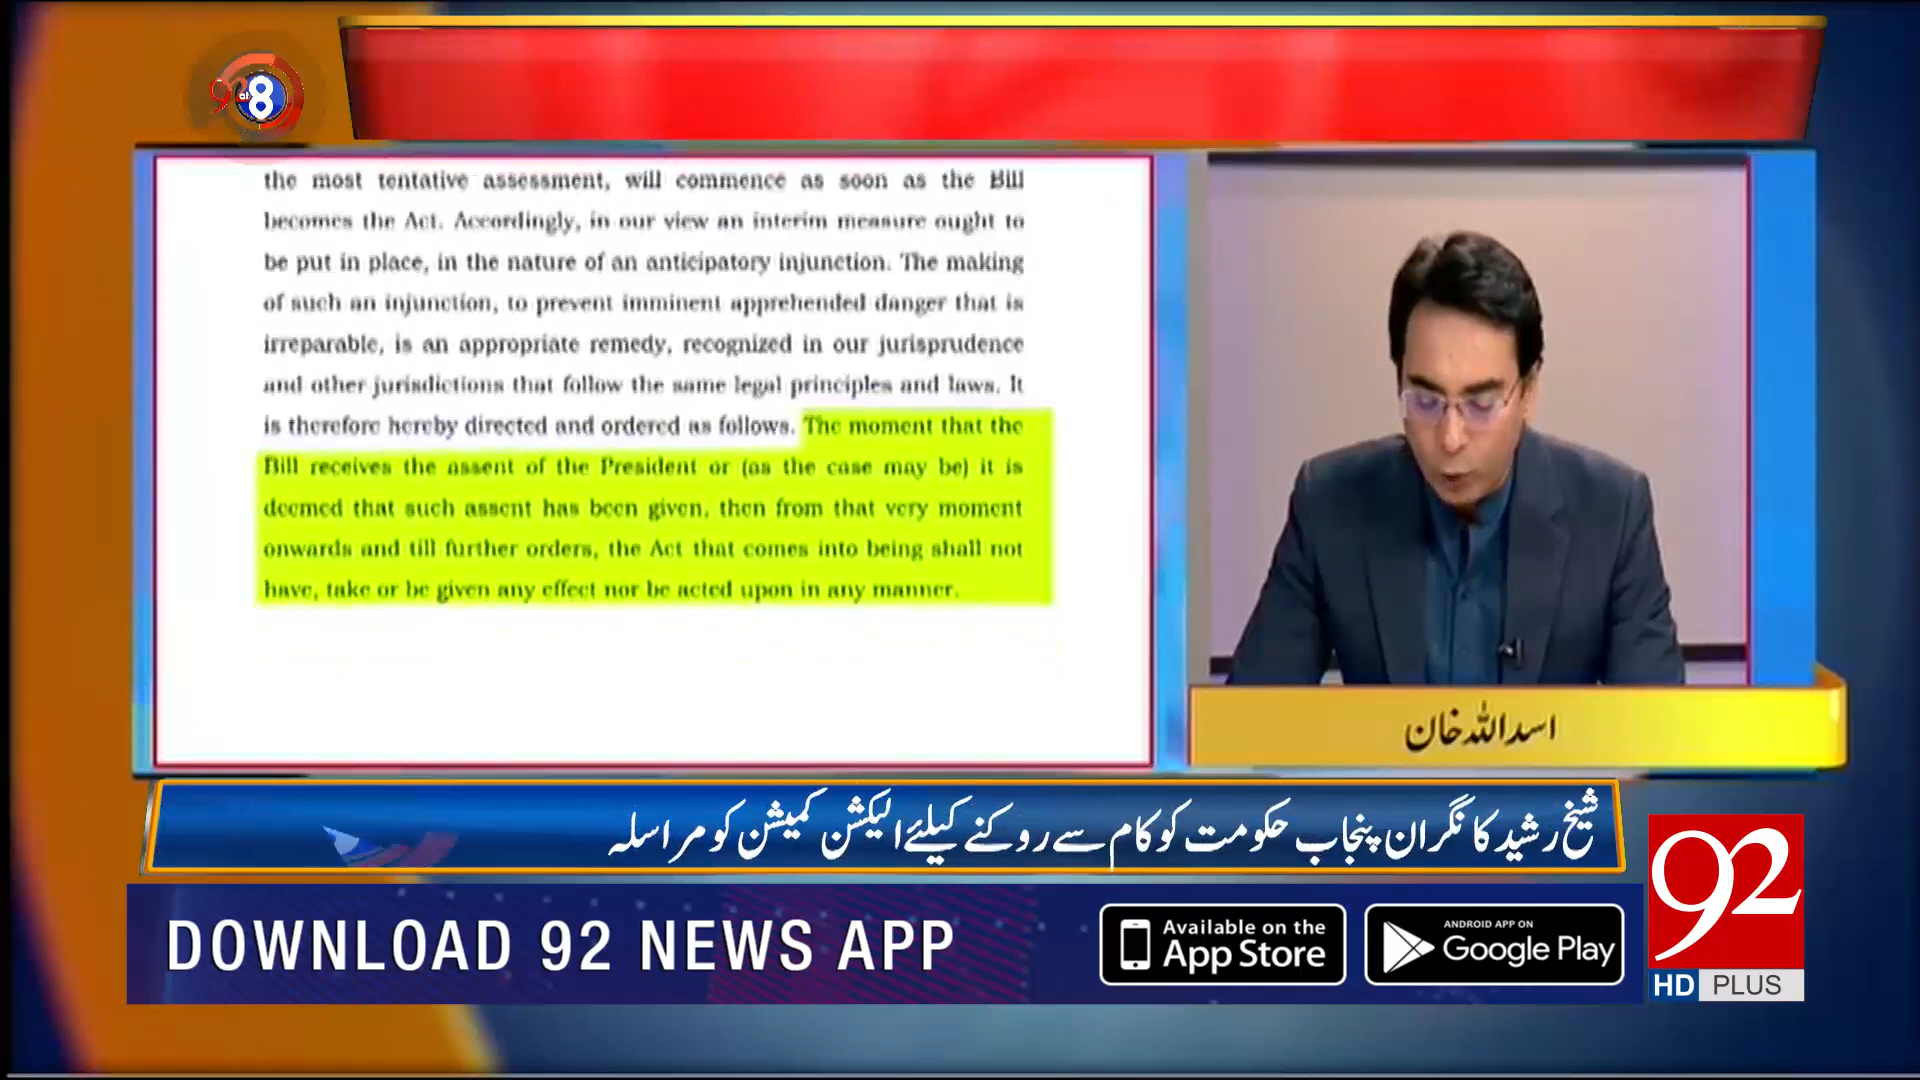 92 at 8
the most tentative assessment, will commence as soon as the Bill
becomes the Act. Accordingly, in our view an interim measure ought to
be put in place, in the nature of an anticipatory injunction. The making
of such an injunction, to prevent imminent apprehended danger that is
irreparable, is an appropriate remedy, recognized in our jurisprudence
and other jurisdictions that follow the same legal principles and laws. It
is therefore hereby directed and ordered as follows. The moment that the
Bill receives the assent of the President or (as the case may be) it is
deemed that such assent has been given, then from that very moment
onwards and till further orders, the Act that comes into being shall not
have, take or be given any effect nor be acted upon in any manner.
اسد اللہ خان
شیخ رشید کا نگران پنجاب حکومت کو کام سے روکنے کیلئے الیکشن کمیشن کو مراسلہ
DOWNLOAD 92 NEWS APP
Available on the
App Store
ANDROID APP ON
Google Play
92
HD PLUS